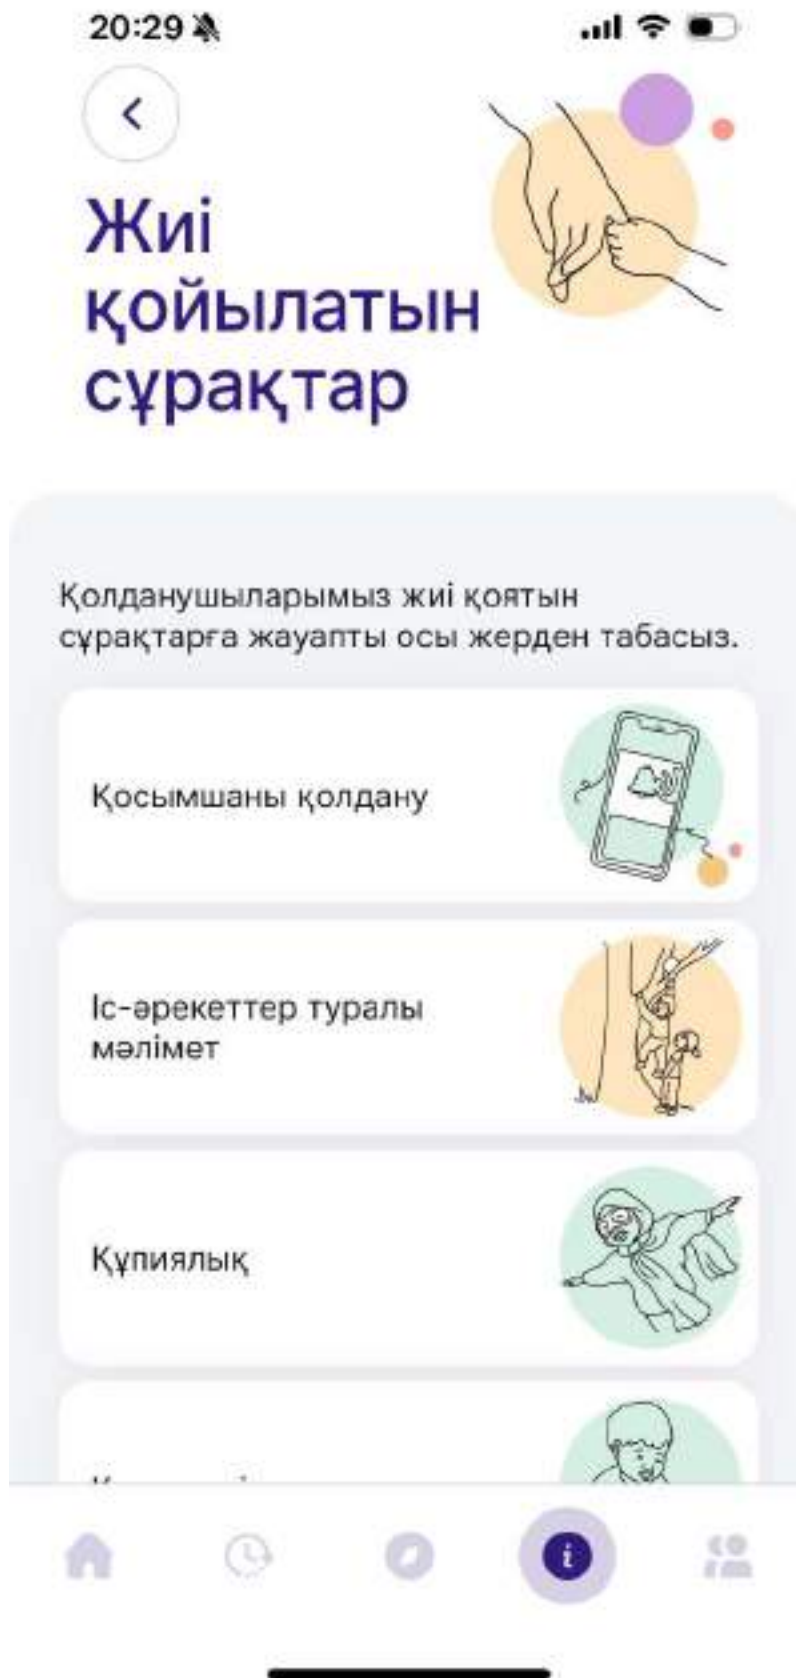 20:29
Жиі
қойылатын
сұрақтар
Қолданушыларымыз жиі қоятын
сұрақтарға жауапты осы жерден табасыз.
Қосымшаны қолдану
Іс-әрекеттер туралы
мәлімет
Құпиялық